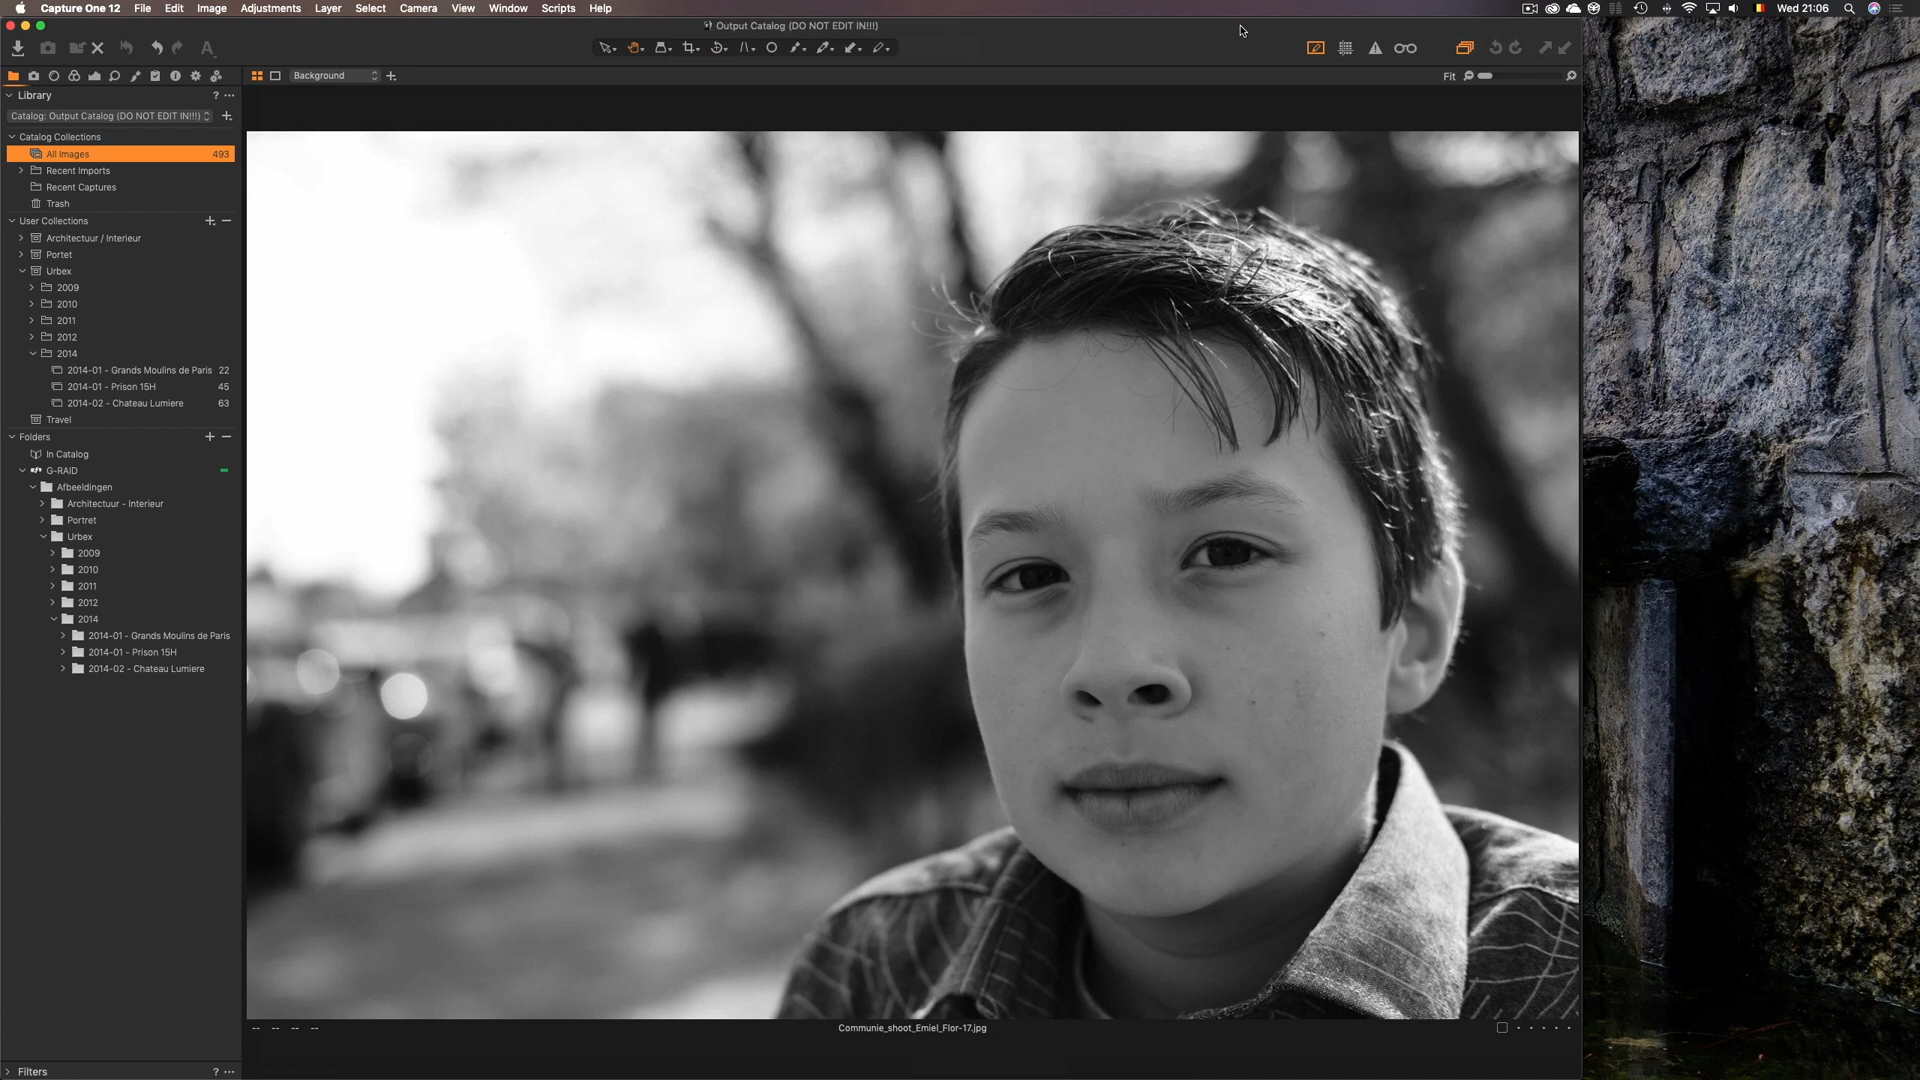 Capture One 12 File Edit Image Adjustments Layer Select Camera View Window Scripts Help Wed 21:06
Output Catalog (DO NOT EDIT IN!!!)
A
Background Fit
Library ?
Catalog: Output Catalog (DO NOT EDIT IN!!!)
Catalog Collections
All Images 493
Recent Imports
Recent Captures
Trash
User Collections
Architectuur / Interieur
Portet
Urbex
2009
2010
2011
2012
2014
2014-01 - Grands Moulins de Paris 22
2014-01 - Prison 15H 45
2014-02 - Chateau Lumiere 63
Travel
Folders
In Catalog
G-RAID
Afbeeldingen
Architectuur - Interieur
Portret
Urbex
2009
2010
2011
2012
2014
2014-01 - Grands Moulins de Paris
2014-01 - Prison 15H
2014-02 - Chateau Lumiere
-- -- -- -- Communie_shoot_Emiel_Flor-17.jpg
Filters ?